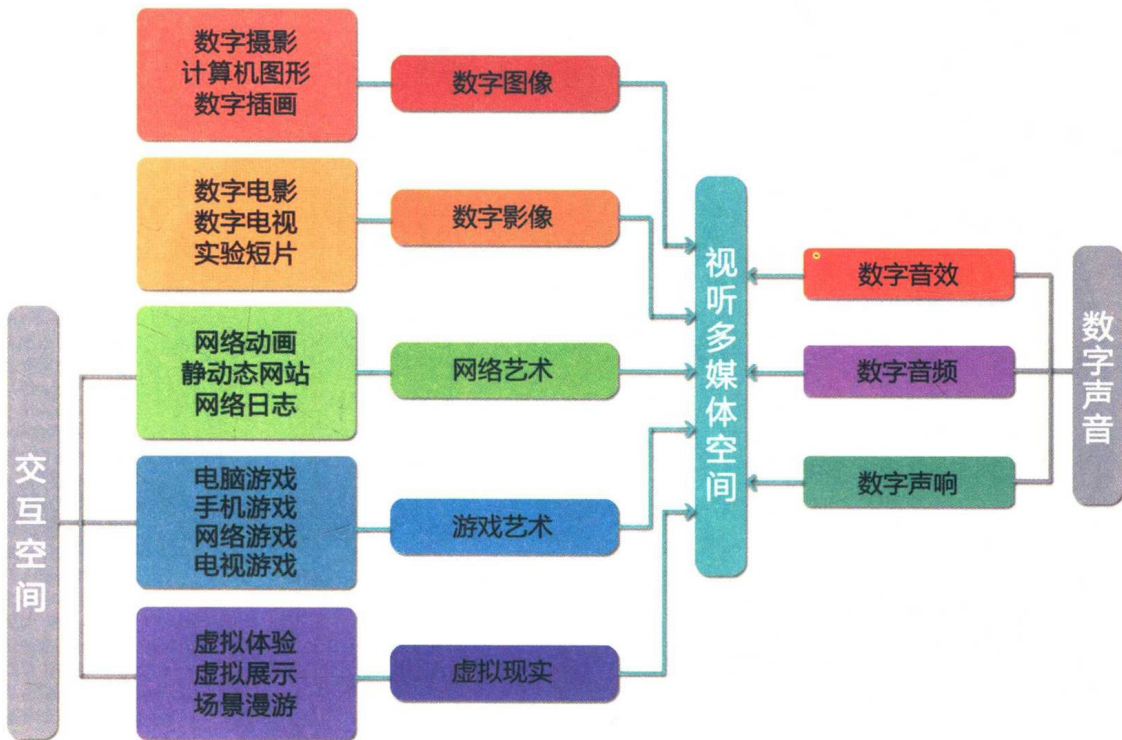 数字摄影
计算机图形
数字插画
数字图像
数字电影
数字电视
实验短片
数字影像
网络动画
静动态网站
网络日志
网络艺术
电脑游戏
手机游戏
网络游戏
电视游戏
游戏艺术
虚拟体验
虚拟展示
场景漫游
虚拟现实
交互空间
视听多媒体空间
数字音效
数字音频
数字声响
数字声音